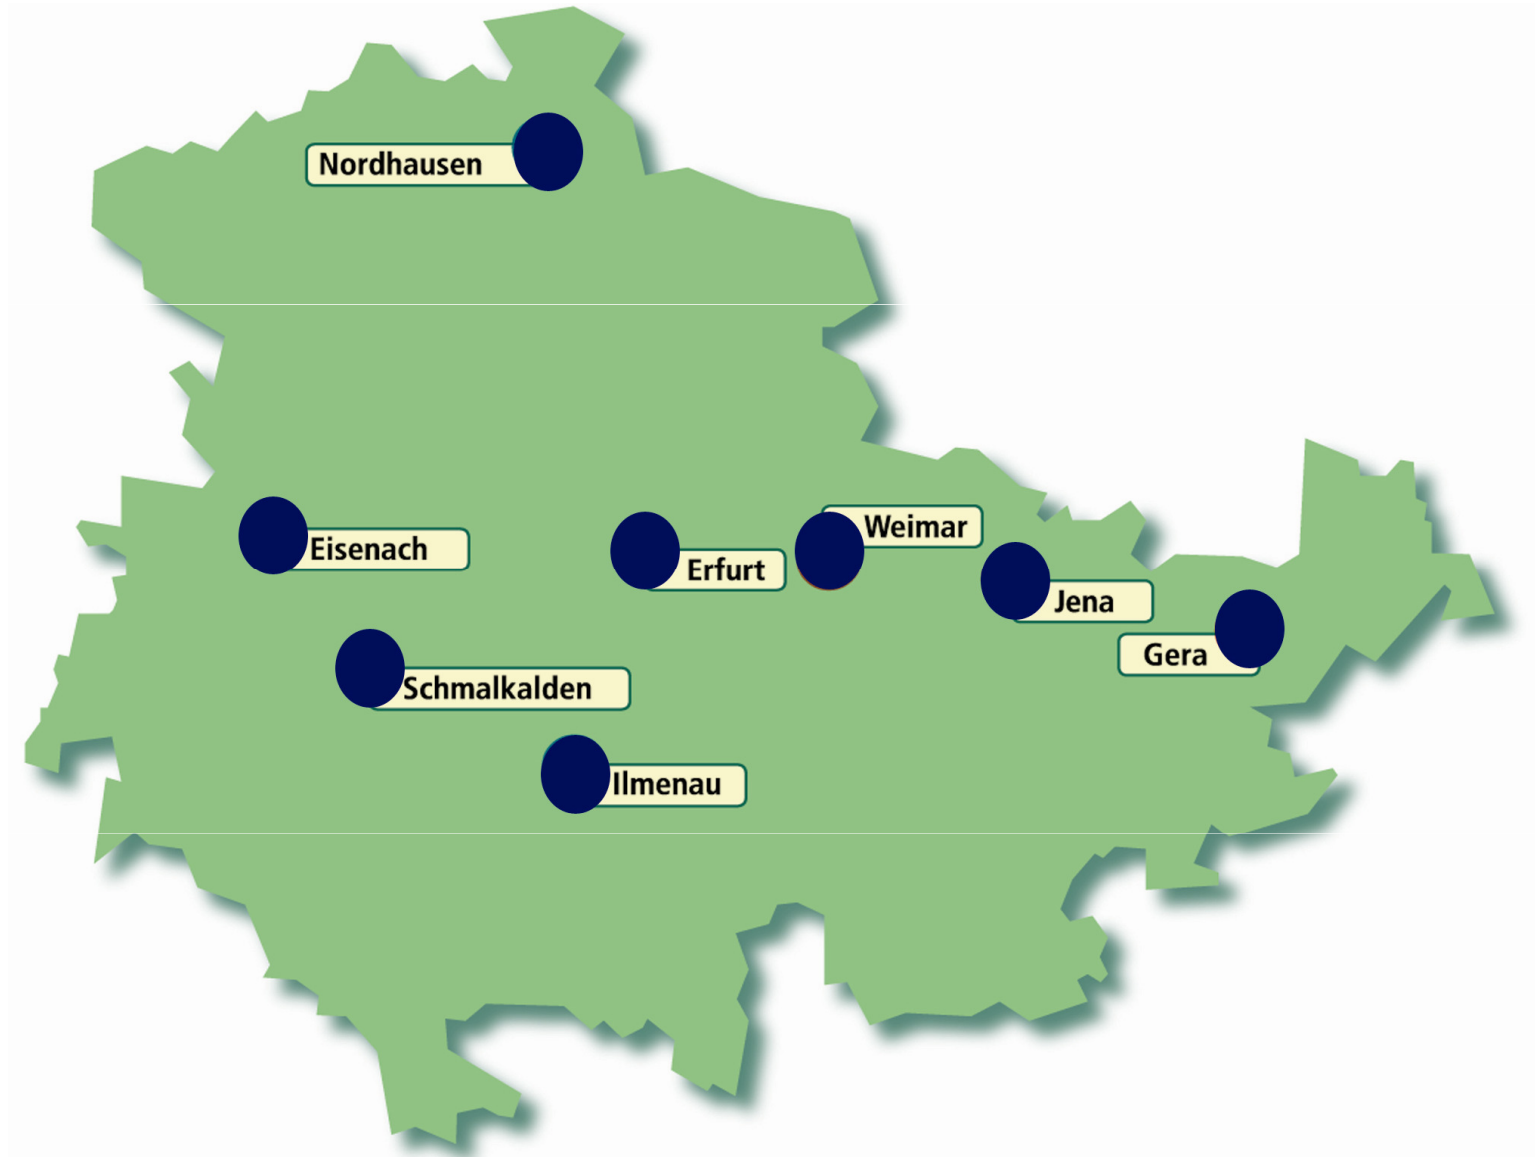 Nordhausen
Weimar
Eisenach
Erfurt
Jena
Gera
Schmalkalden
Ilmenau